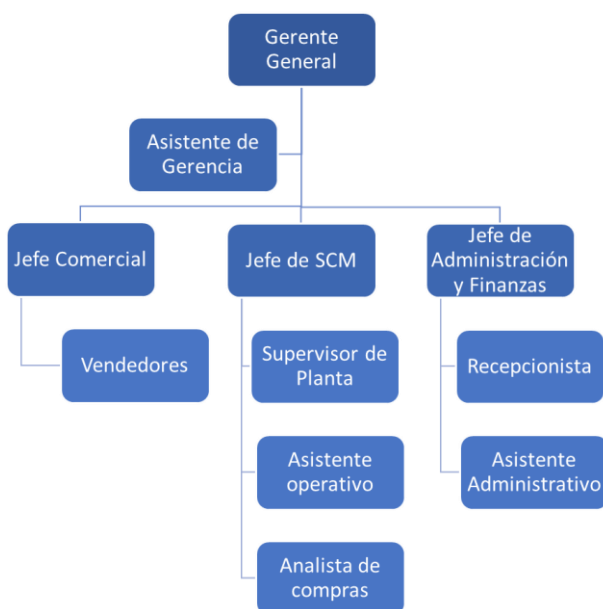 Gerente
General
Asistente de
Gerencia
Jefe Comercial
Jefe de SCM
Jefe de
Administración
y Finanzas
Vendedores
Supervisor de
Planta
Recepcionista
Asistente
operativo
Asistente
Administrativo
Analista de
compras